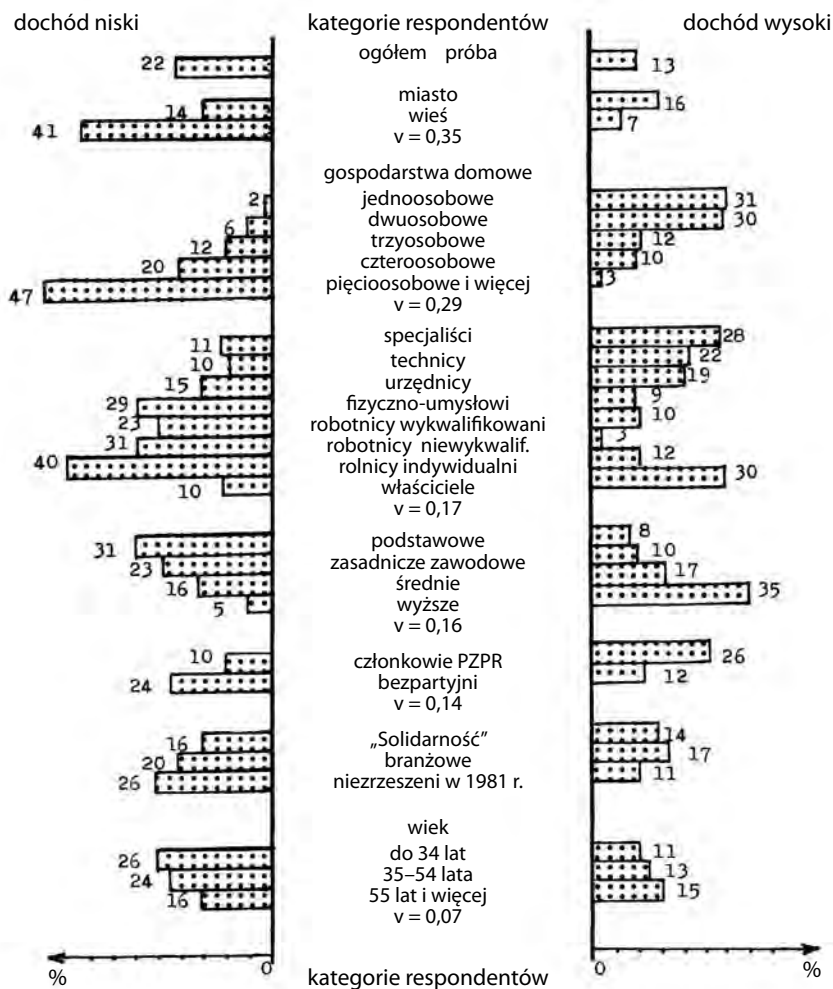 dochód niski kategorie respondentów dochód wysoki
22 ogółem próba 13
miasto
14 wieś 16
41 v = 0,35 7
gospodarstwa domowe
2 jednoosobowe 31
6 dwuosobowe 30
12 trzyosobowe 12
20 czteroosobowe 10
47 pięcioosobowe i więcej 3
v = 0,29
11 specjaliści 28
10 technicy 22
15 urzędnicy 19
29 fizyczno-umysłowi 9
23 robotnicy wykwalifikowani 10
31 robotnicy niewykwalif. 3
40 rolnicy indywidualni 12
10 właściciele 30
v = 0,17
31 podstawowe 8
23 zasadnicze zawodowe 10
16 średnie 17
5 wyższe 35
v = 0,16
10 członkowie PZPR 26
24 bezpartyjni 12
v = 0,14
16 „Solidarność” 14
20 branżowe 17
26 niezrzeszeni w 1981 r. 11
wiek
26 do 34 lat 11
24 35–54 lata 13
16 55 lat i więcej 15
v = 0,07
% 0 kategorie respondentów 0 %